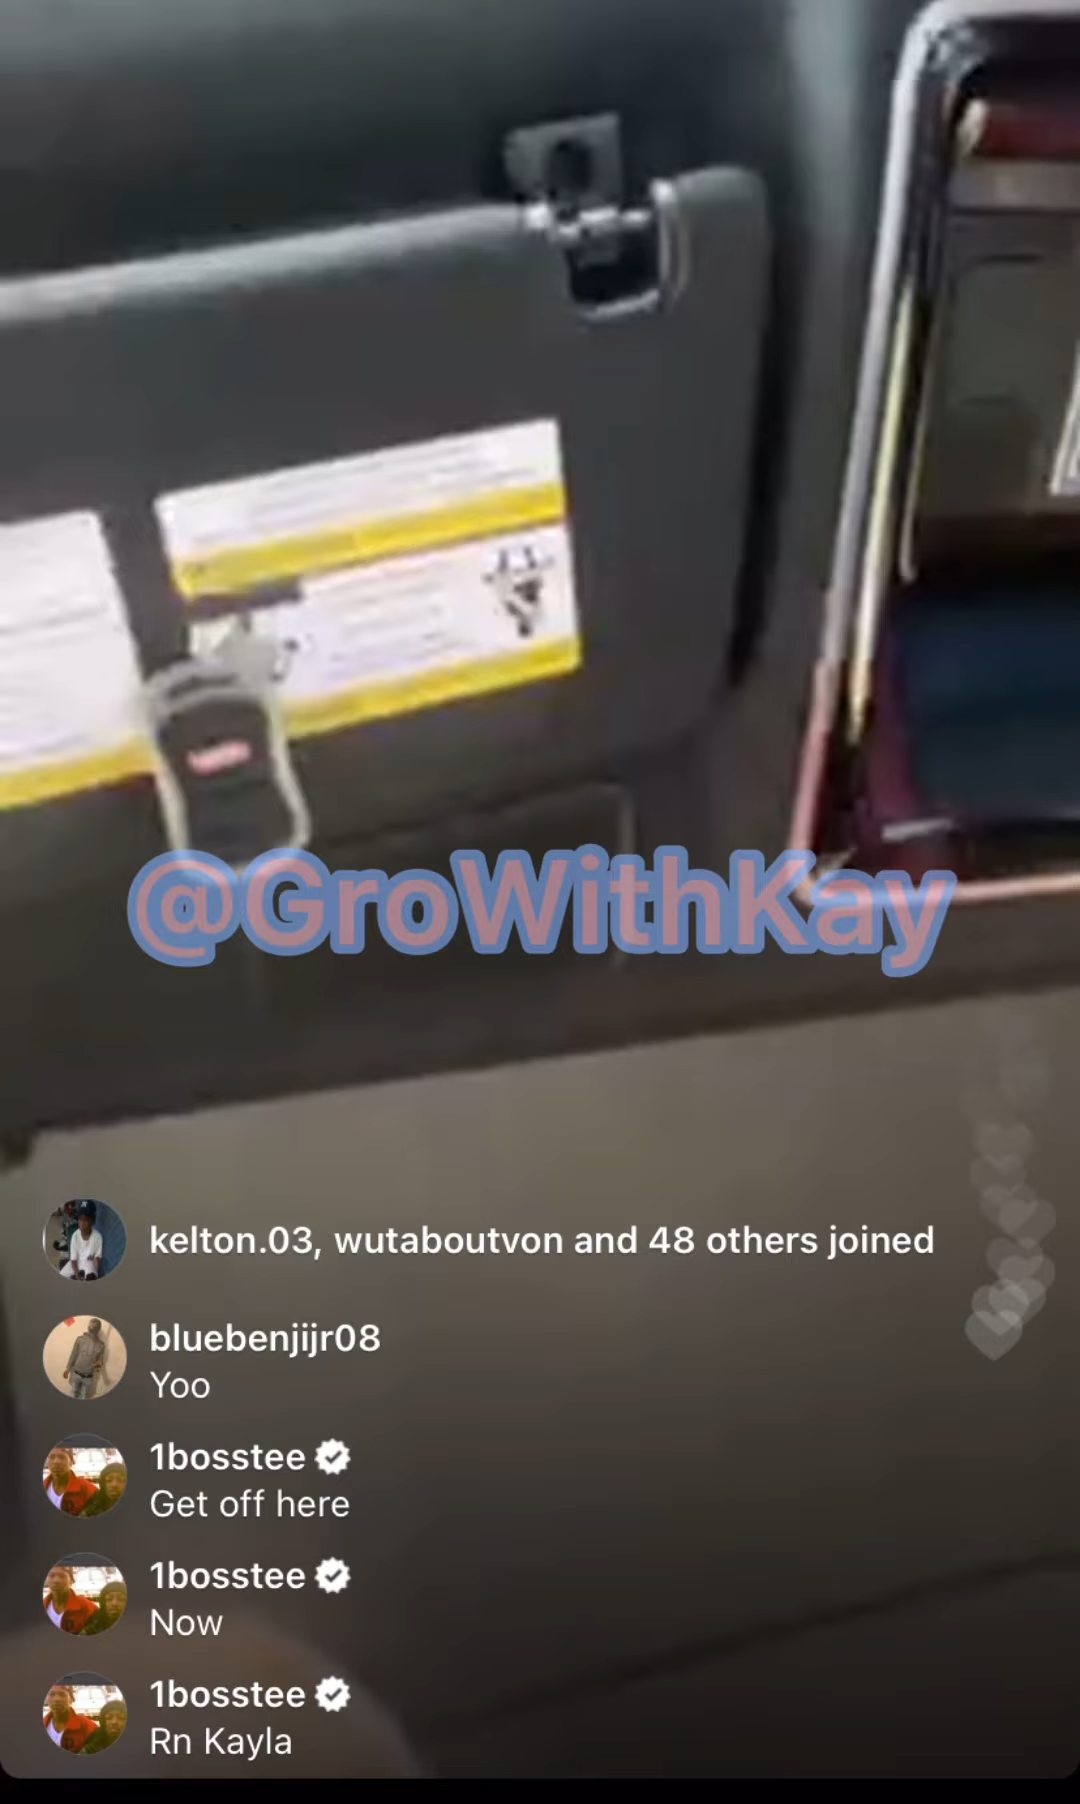 @GroWithKay
kelton.03, wutaboutvon and 48 others joined
bluebenjijr08
Yoo
1bosstee
Get off here
1bosstee
Now
1bosstee
Rn Kayla